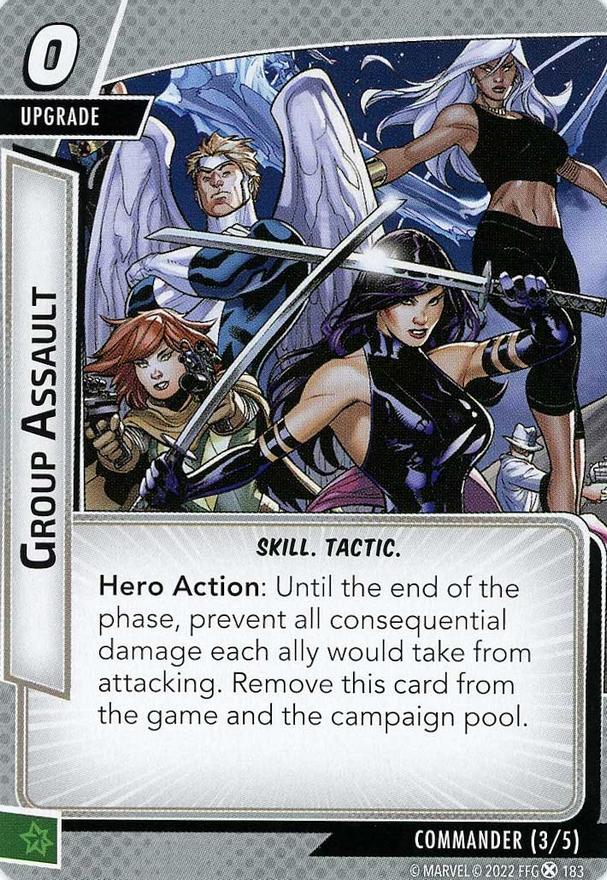 0
UPGRADE
GROUP ASSAULT
SKILL. TACTIC.
Hero Action: Until the end of the
phase, prevent all consequential
damage each ally would take from
attacking. Remove this card from
the game and the campaign pool.
COMMANDER (3/5)
© MARVEL © 2022 FFG 183